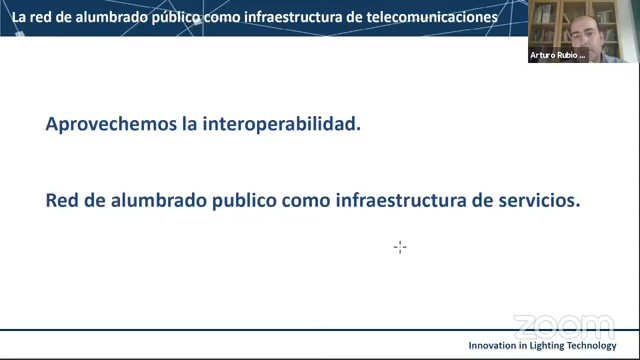 La red de alumbrado público como infraestructura de telecomunicaciones
Arturo Rubio ...
Aprovechemos la interoperabilidad.
Red de alumbrado publico como infraestructura de servicios.
zoom
Innovation in Lighting Technology